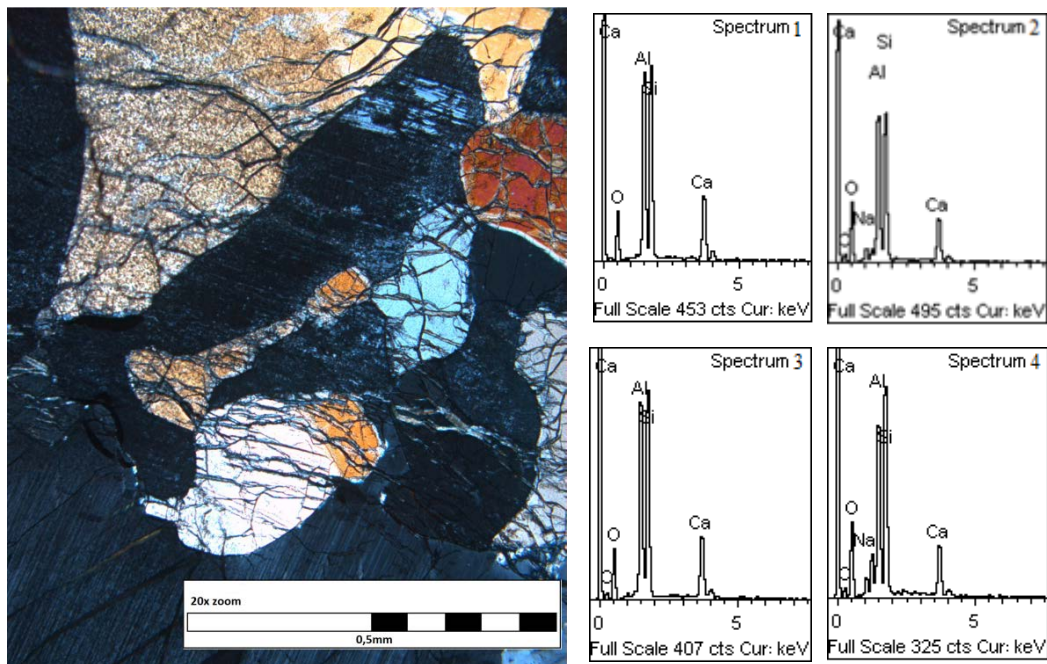 20x zoom
0,5mm
Spectrum 1
Ca
Al
Si
O
Ca
0
5
Full Scale 453 cts Cur: keV
Spectrum 2
Ca
Si
Al
O
Na
C
Ca
0
5
Full Scale 495 cts Cur: keV
Spectrum 3
Ca
Al
Si
O
C
Ca
0
5
Full Scale 407 cts Cur: keV
Spectrum 4
Ca
Al
Si
O
Na
C
Ca
0
5
Full Scale 325 cts Cur: keV